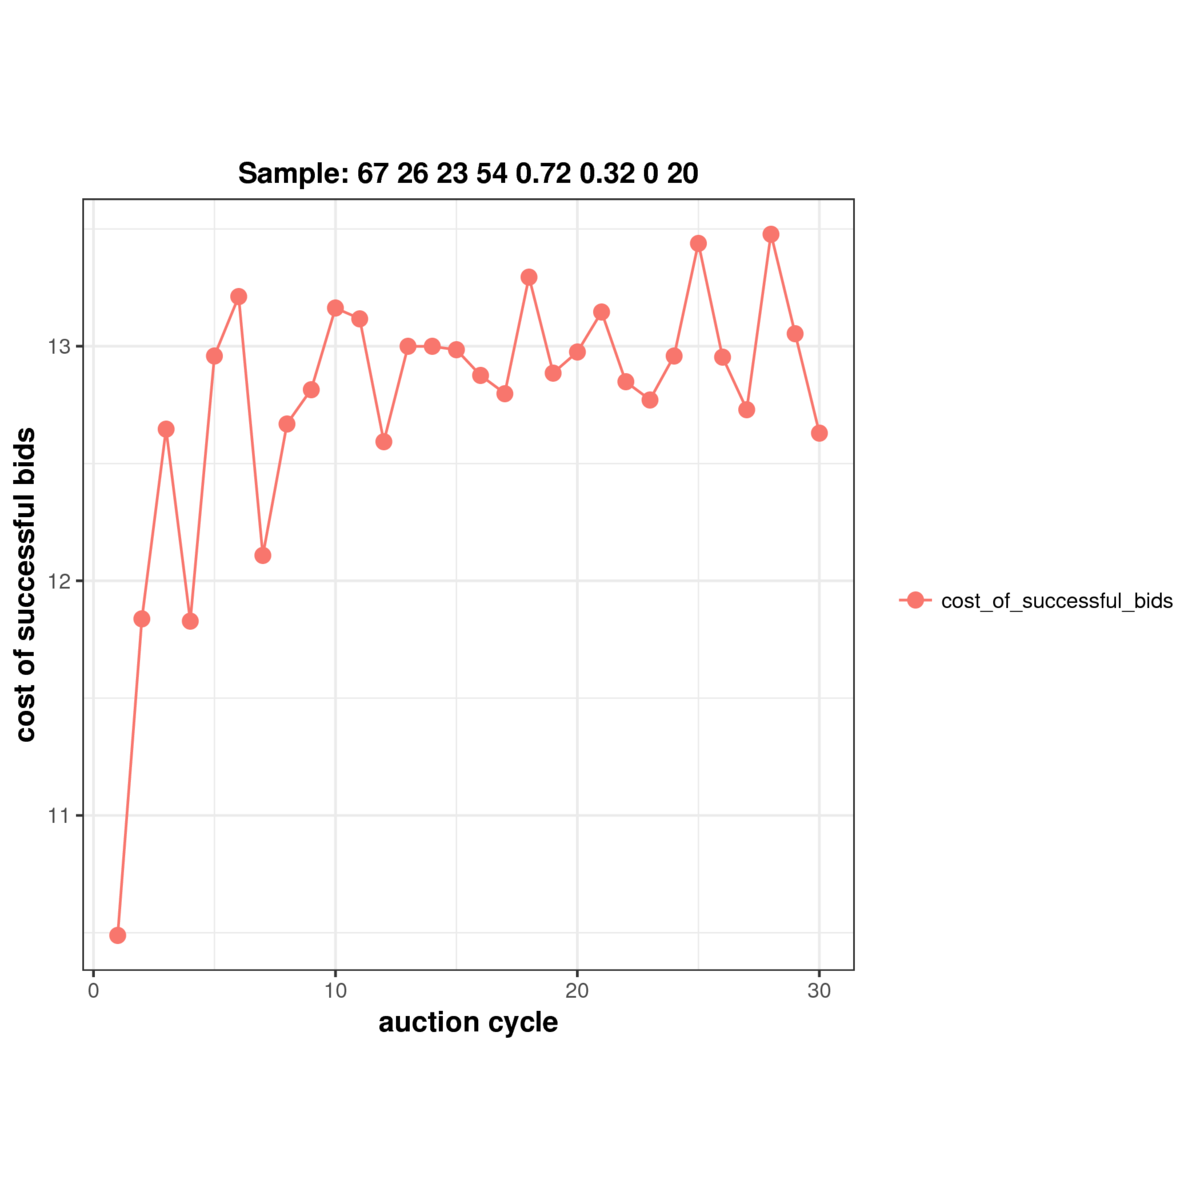 Sample: 67 26 23 54 0.72 0.32 0 20
cost of successful bids
13
12
11
0 10 20 30
auction cycle
cost_of_successful_bids